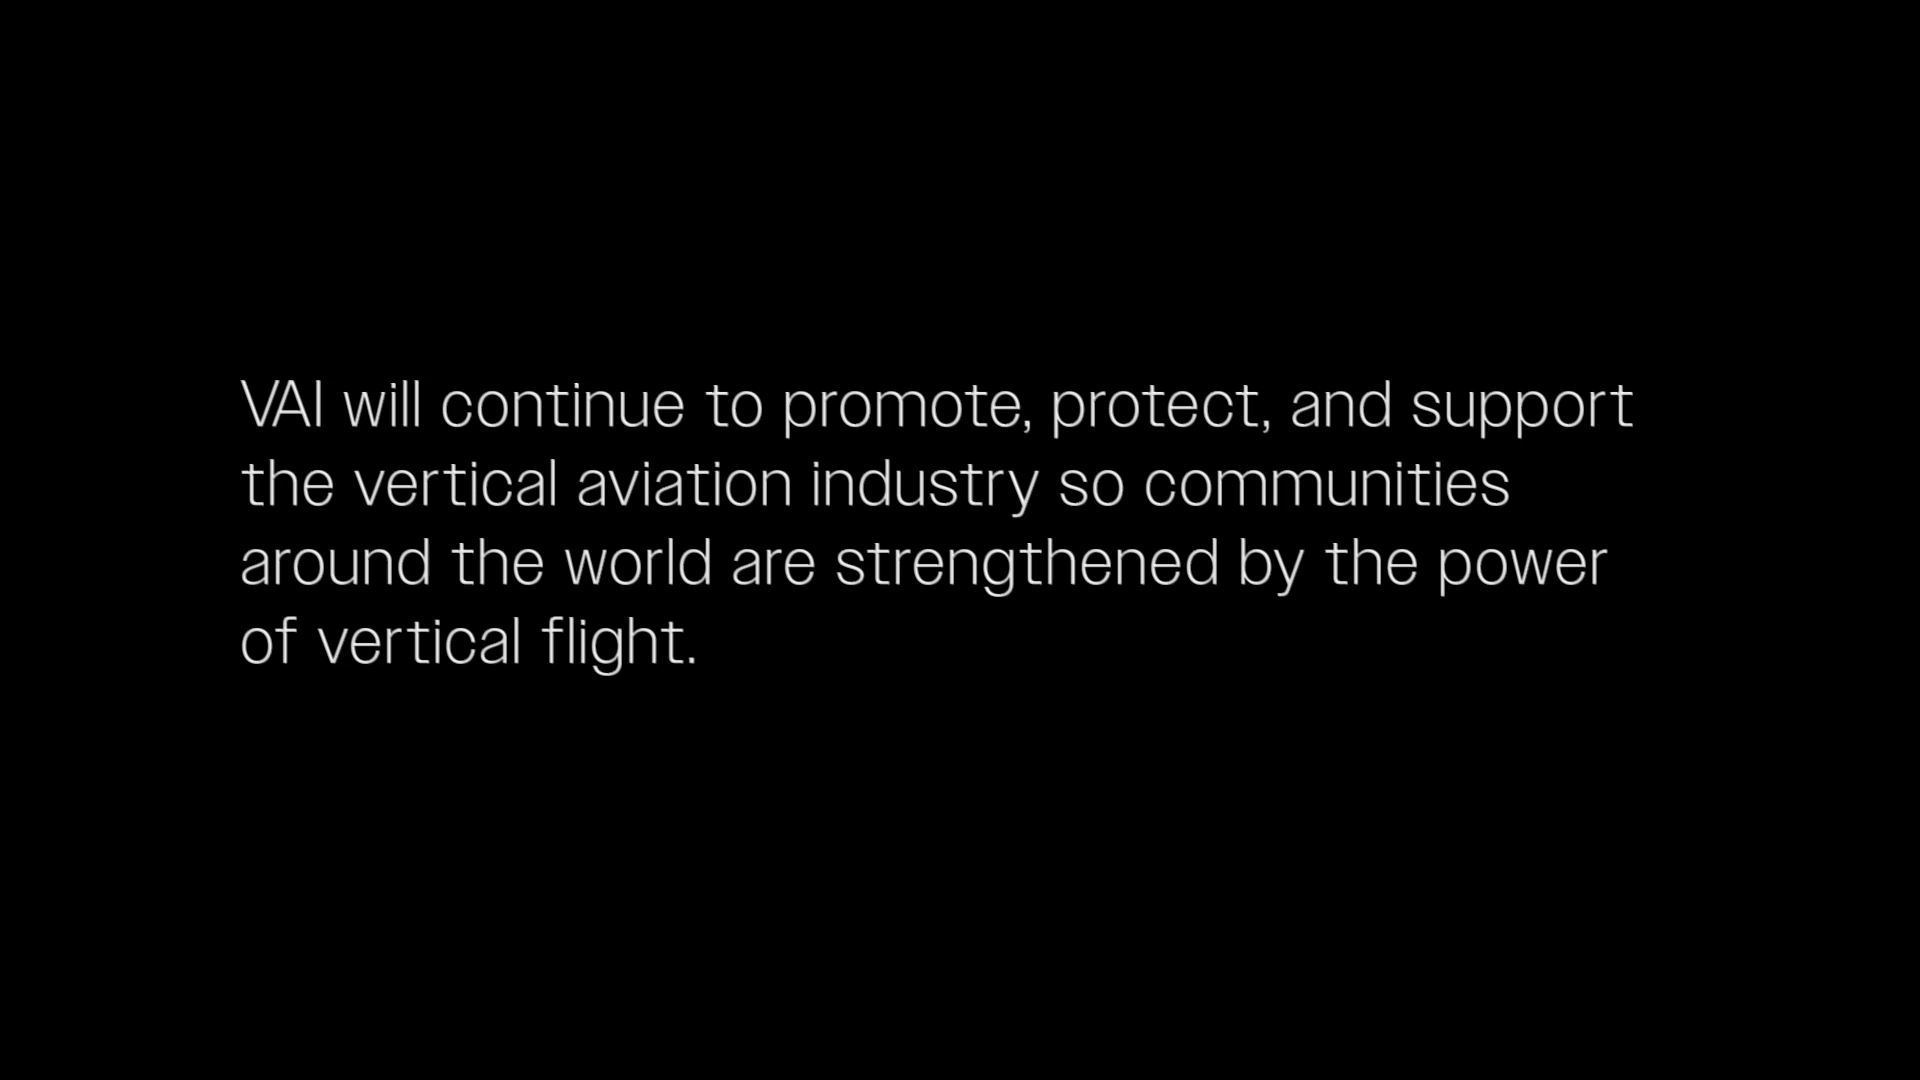 VAI will continue to promote, protect, and support
the vertical aviation industry so communities
around the world are strengthened by the power
of vertical flight.